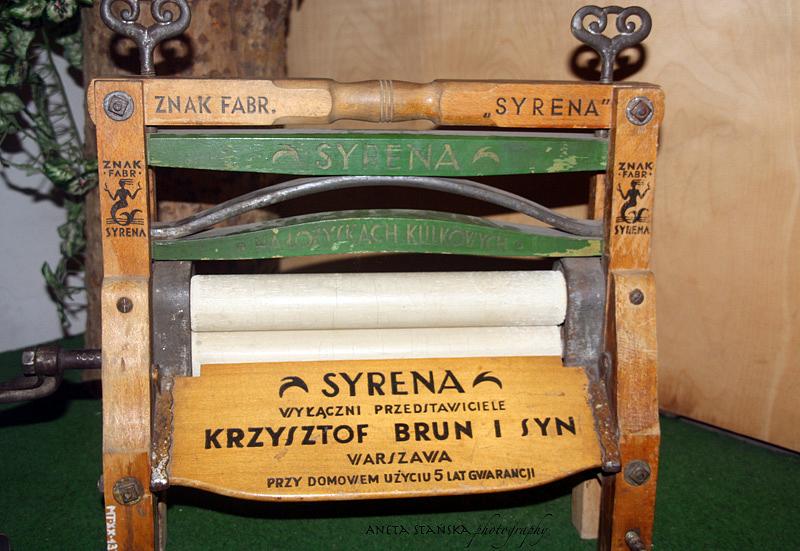 ZNAK FABR. „SYRENA”
SYRENA
NA ŁOŻYSKACH KULKOWYCH
ZNAK
FABR.
SYRENA
ZNAK
FABR.
SYRENA
SYRENA
WYŁĄCZNI PRZEDSTAWICIELE
KRZYSZTOF BRUN I SYN
WARSZAWA
PRZY DOMOWEM UŻYCIU 5 LAT GWARANCJI
ANETA STAŃSKA photography